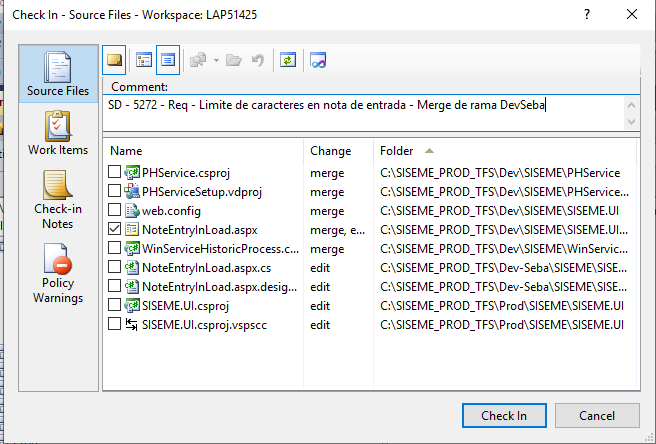 Check In - Source Files - Workspace: LAP51425
Source Files
Work Items
Check-in Notes
Policy Warnings
Comment:
SD - 5272 - Req - Limite de caracteres en nota de entrada - Merge de rama DevSeba
Name Change Folder
PHService.csproj merge C:\SISEME_PROD_TFS\Dev\SISEME\PHService
PHServiceSetup.vdproj merge C:\SISEME_PROD_TFS\Dev\SISEME\PHService...
web.config merge C:\SISEME_PROD_TFS\Dev\SISEME\SISEME.UI
NoteEntryInLoad.aspx merge, e... C:\SISEME_PROD_TFS\Dev\SISEME\SISEME.UI...
WinServiceHistoricProcess.c... merge C:\SISEME_PROD_TFS\Dev\SISEME\WinServic...
NoteEntryInLoad.aspx.cs edit C:\SISEME_PROD_TFS\Dev-Seba\SISEME\SISE...
NoteEntryInLoad.aspx.desig... edit C:\SISEME_PROD_TFS\Dev-Seba\SISEME\SISE...
SISEME.UI.csproj edit C:\SISEME_PROD_TFS\Prod\SISEME\SISEME.UI
SISEME.UI.csproj.vspscc edit C:\SISEME_PROD_TFS\Prod\SISEME\SISEME.UI
Check In
Cancel